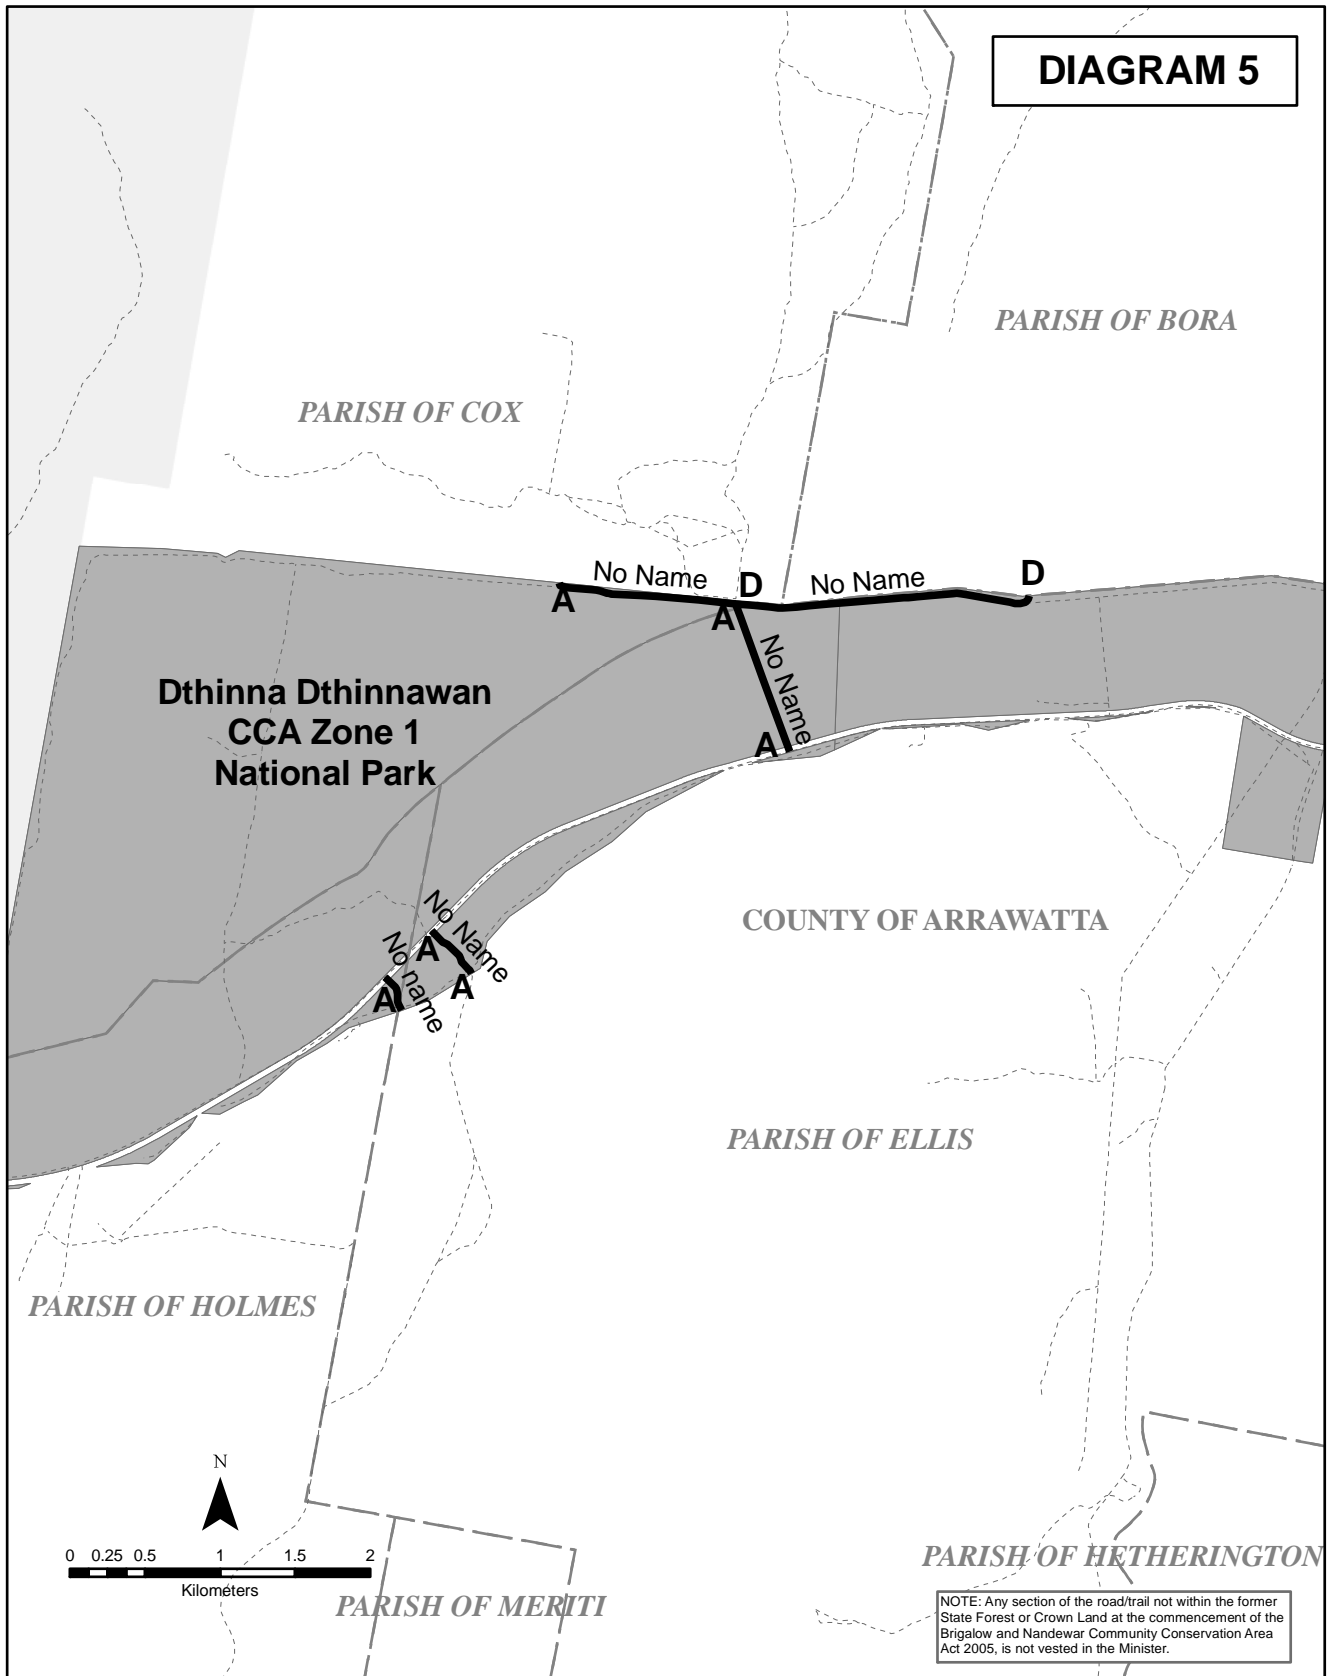 DIAGRAM 5
PARISH OF BORA
PARISH OF COX
No Name
D
No Name
D
A
A
No Name
A
Dthinna Dthinnawan
CCA Zone 1
National Park
No Name
A
A
No name
A
COUNTY OF ARRAWATTA
PARISH OF ELLIS
PARISH OF HOLMES
N
0 0.25 0.5 1 1.5 2
Kilometers
PARISH OF MERITI
PARISH OF HETHERINGTON
NOTE: Any section of the road/trail not within the former
State Forest or Crown Land at the commencement of the
Brigalow and Nandewar Community Conservation Area
Act 2005, is not vested in the Minister.